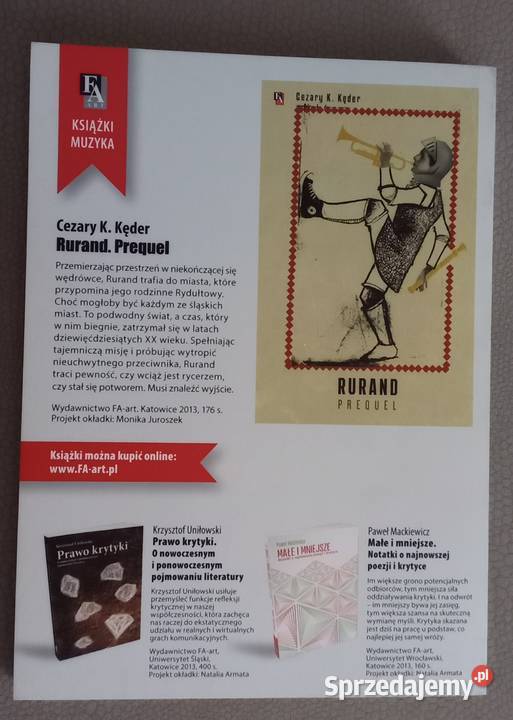 FA
ART
KSIĄŻKI
MUZYKA
Cezary K. Kęder
Rurand. Prequel
Przemierzając przestrzeń w niekończącej się
wędrówce, Rurand trafia do miasta, które
przypomina jego rodzinne Rydułtowy.
Choć mogłoby być każdym ze śląskich
miast. To podwodny świat, a czas, który
w nim biegnie, zatrzymał się w latach
dziewięćdziesiątych XX wieku. Spełniając
tajemniczą misję i próbując wytropić
nieuchwytnego przeciwnika, Rurand
traci pewność, czy wciąż jest rycerzem,
czy stał się potworem. Musi znaleźć wyjście.
Wydawnictwo FA-art. Katowice 2013, 176 s.
Projekt okładki: Monika Juroszek
Cezary K. Kęder
RURAND
PREQUEL
Książki można kupić online:
www.FA-art.pl
Krzysztof Uniłowski
Prawo krytyki
Krzysztof Uniłowski
Prawo krytyki.
O nowoczesnym
i ponowoczesnym
pojmowaniu literatury
Krzysztof Uniłowski usiłuje
przemyśleć funkcje refleksji
krytycznej w naszej
współczesności, która zachęca
nas raczej do ekstatycznego
udziału w realnych i wirtualnych
grach komunikacyjnych.
Wydawnictwo FA-art,
Uniwersytet Śląski,
Katowice 2013, 400 s.
Projekt okładki: Natalia Armata
Paweł Mackiewicz
MAŁE I MNIEJSZE
Paweł Mackiewicz
Małe i mniejsze.
Notatki o najnowszej
poezji i krytyce
Im większe grono potencjalnych
odbiorców, tym mniejsza siła
oddziaływania krytyki. I na odwrót
– im mniejszy bywa jej zasięg,
tym większa szansa na skuteczną
wymianę myśli. Krytyka skazana
jest dziś na pracę u podstaw, co
najlepiej jej samej wróży.
Wydawnictwo FA-art,
Uniwersytet Wrocławski,
Katowice 2013, 160 s.
Projekt okładki: Natalia Armata
Sprzedajemy.pl